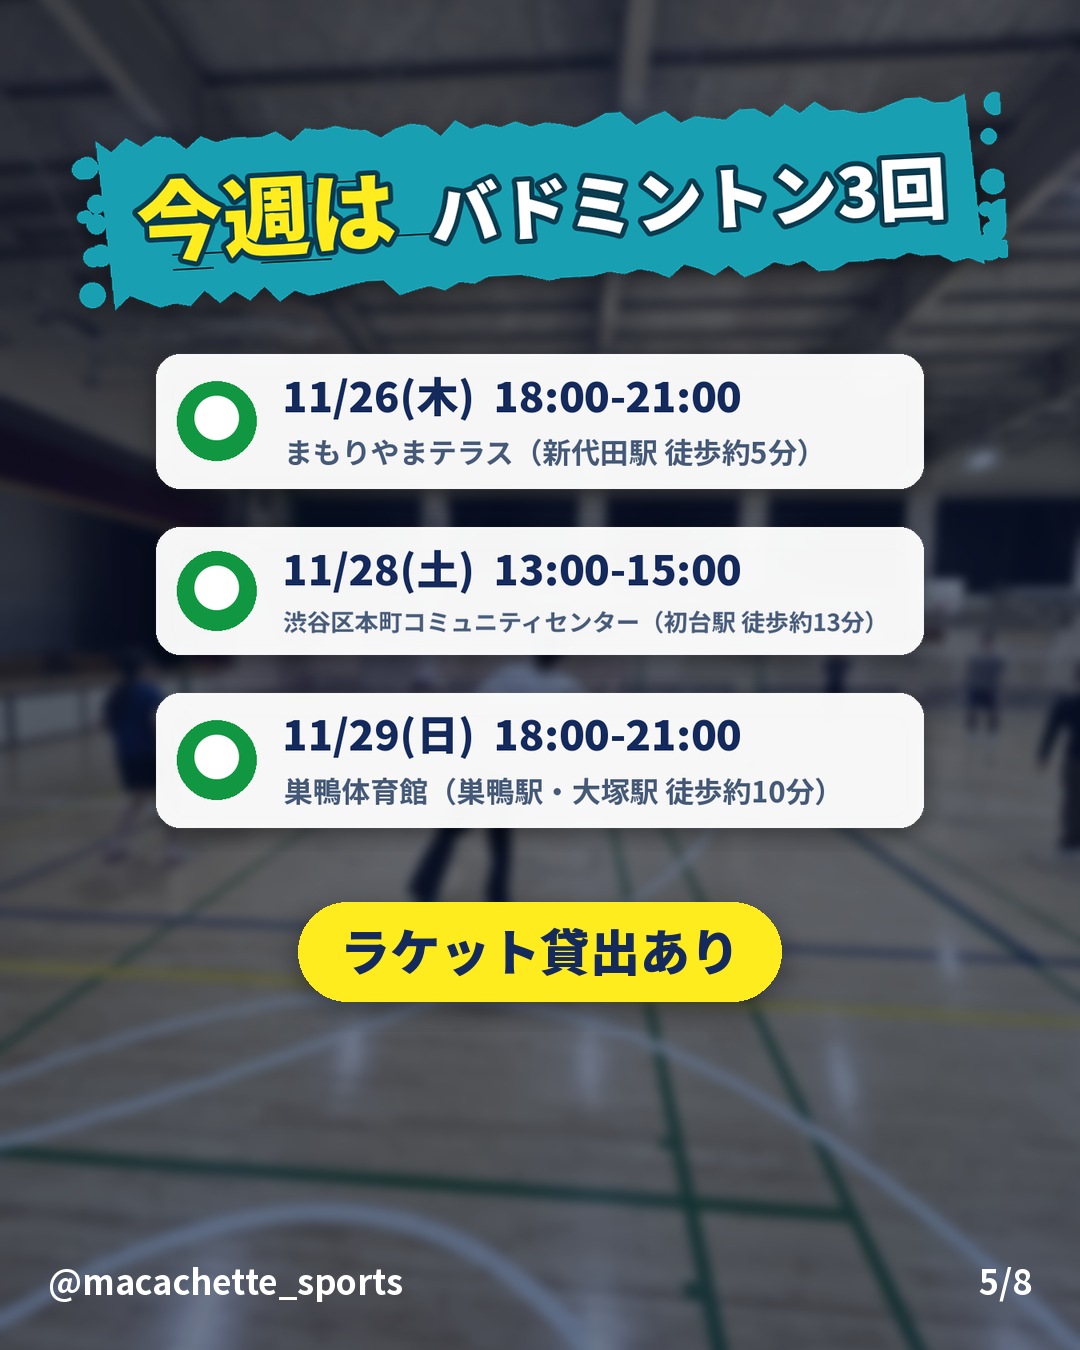 今週は バドミントン3回
11/26(木) 18:00-21:00
まもりやまテラス（新代田駅 徒歩約5分）
11/28(土) 13:00-15:00
渋谷区本町コミュニティセンター（初台駅 徒歩約13分）
11/29(日) 18:00-21:00
巣鴨体育館（巣鴨駅・大塚駅 徒歩約10分）
ラケット貸出あり
@macachette_sports
5/8